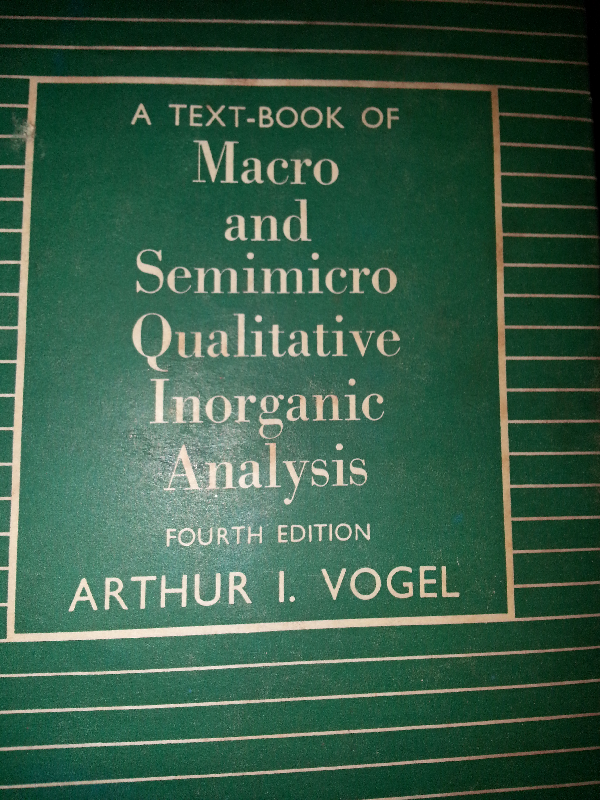 A TEXT-BOOK OF
Macro
and
Semimicro
Qualitative
Inorganic
Analysis
FOURTH EDITION
ARTHUR I. VOGEL